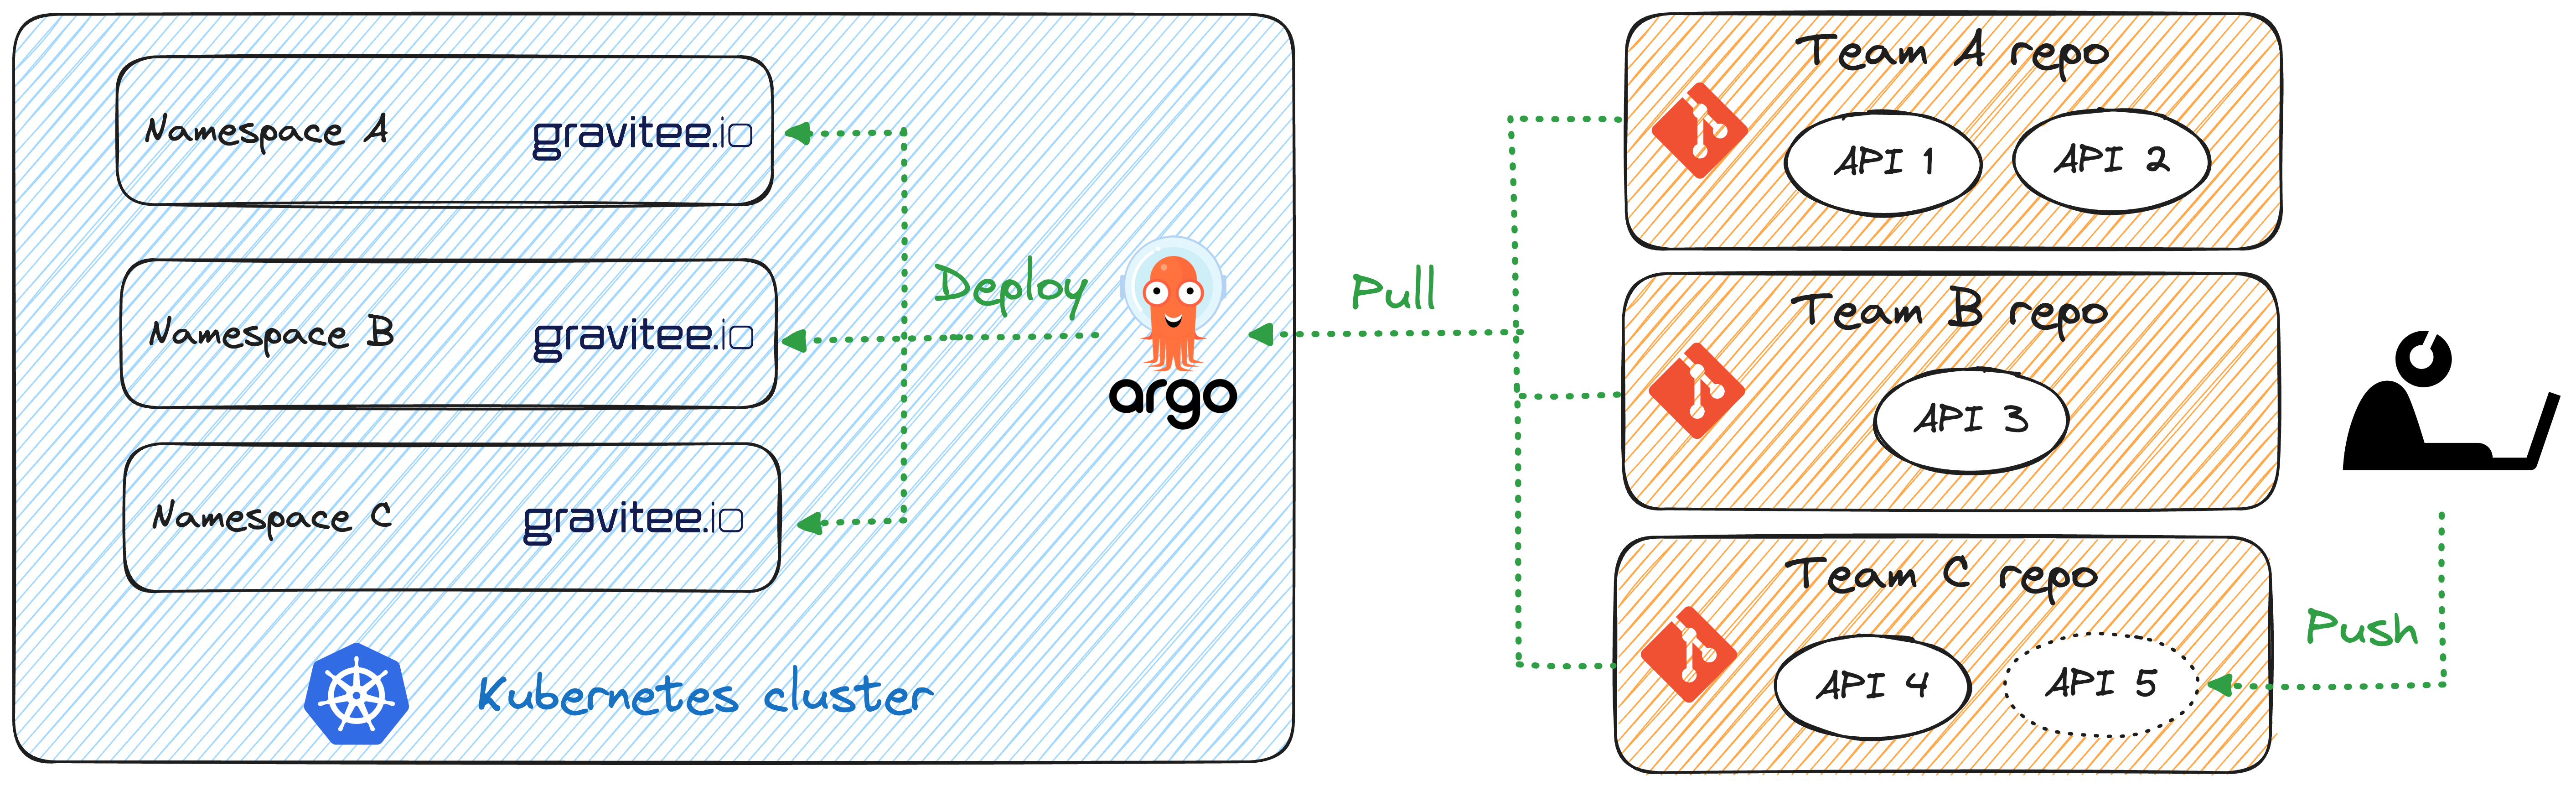 Namespace A
gravitee.io
Namespace B
gravitee.io
Namespace C
gravitee.io
Kubernetes cluster
Deploy
argo
Pull
Team A repo
API 1
API 2
Team B repo
API 3
Team C repo
API 4
API 5
Push